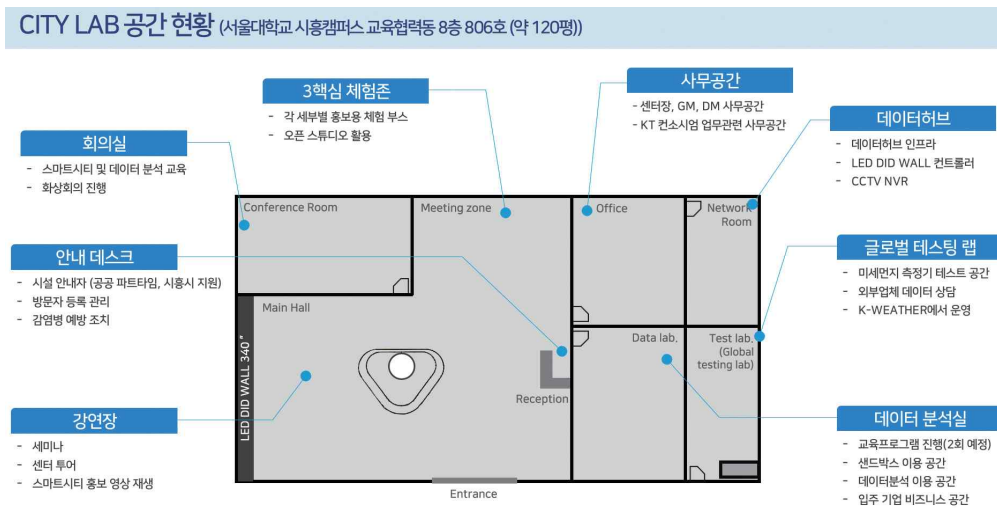 CITY LAB 공간 현황 (서울대학교 시흥캠퍼스 교육협력동 8층 806호 (약 120평))
3핵심 체험존
- 각 세부별 홍보용 체험 부스
- 오픈 스튜디오 활용
사무공간
- 센터장, GM, DM 사무공간
- KT 컨소시엄 업무관련 사무공간
회의실
- 스마트시티 및 데이터 분석 교육
- 화상회의 진행
데이터허브
- 데이터허브 인프라
- LED DID WALL 컨트롤러
- CCTV NVR
안내 데스크
- 시설 안내자 (공공 파트타임, 시흥시 지원)
- 방문자 등록 관리
- 감염병 예방 조치
글로벌 테스팅 랩
- 미세먼지 측정기 테스트 공간
- 외부업체 데이터 상담
- K-WEATHER에서 운영
강연장
- 세미나
- 센터 투어
- 스마트시티 홍보 영상 재생
데이터 분석실
- 교육프로그램 진행(2회 예정)
- 샌드박스 이용 공간
- 데이터분석 이용 공간
- 입주 기업 비즈니스 공간
Conference Room
Meeting zone
Office
Network
Room
Main Hall
Data lab.
Test lab.
(Global
testing lab)
LED DID WALL 340"
Reception
Entrance